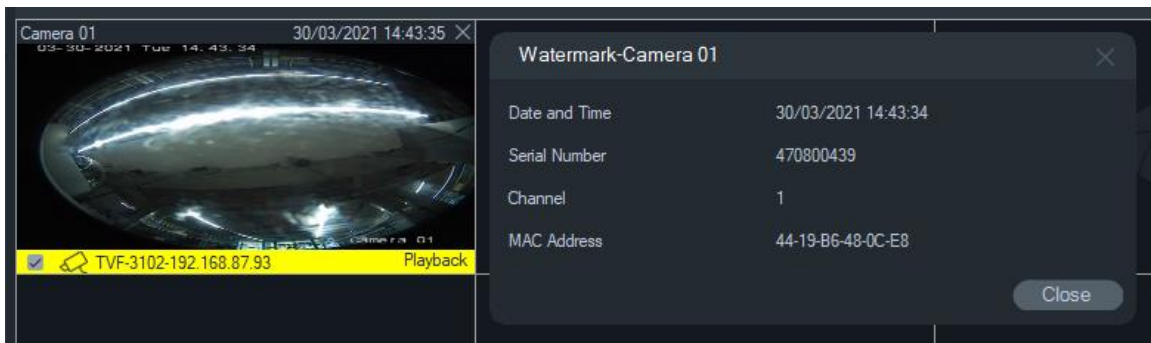 Camera 01 30/03/2021 14:43:35
03-30-2021 Tue 14:43:34
Camera 01
TVF-3102-192.168.87.93 Playback
Watermark-Camera 01
Date and Time 30/03/2021 14:43:34
Serial Number 470800439
Channel 1
MAC Address 44-19-B6-48-0C-E8
Close